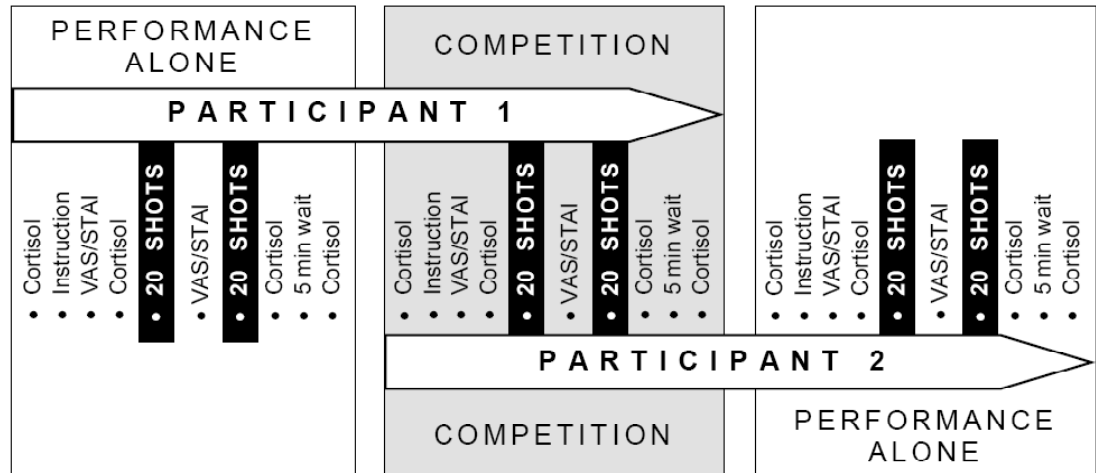 PERFORMANCE
ALONE
COMPETITION
PARTICIPANT 1
• Cortisol
• Instruction
• VAS/STAI
• Cortisol
• 20 SHOTS
• VAS/STAI
• 20 SHOTS
• Cortisol
• 5 min wait
• Cortisol
• Cortisol
• Instruction
• VAS/STAI
• Cortisol
• 20 SHOTS
• VAS/STAI
• 20 SHOTS
• Cortisol
• 5 min wait
• Cortisol
• Cortisol
• Instruction
• VAS/STAI
• Cortisol
• 20 SHOTS
• VAS/STAI
• 20 SHOTS
• Cortisol
• 5 min wait
• Cortisol
PARTICIPANT 2
COMPETITION
PERFORMANCE
ALONE